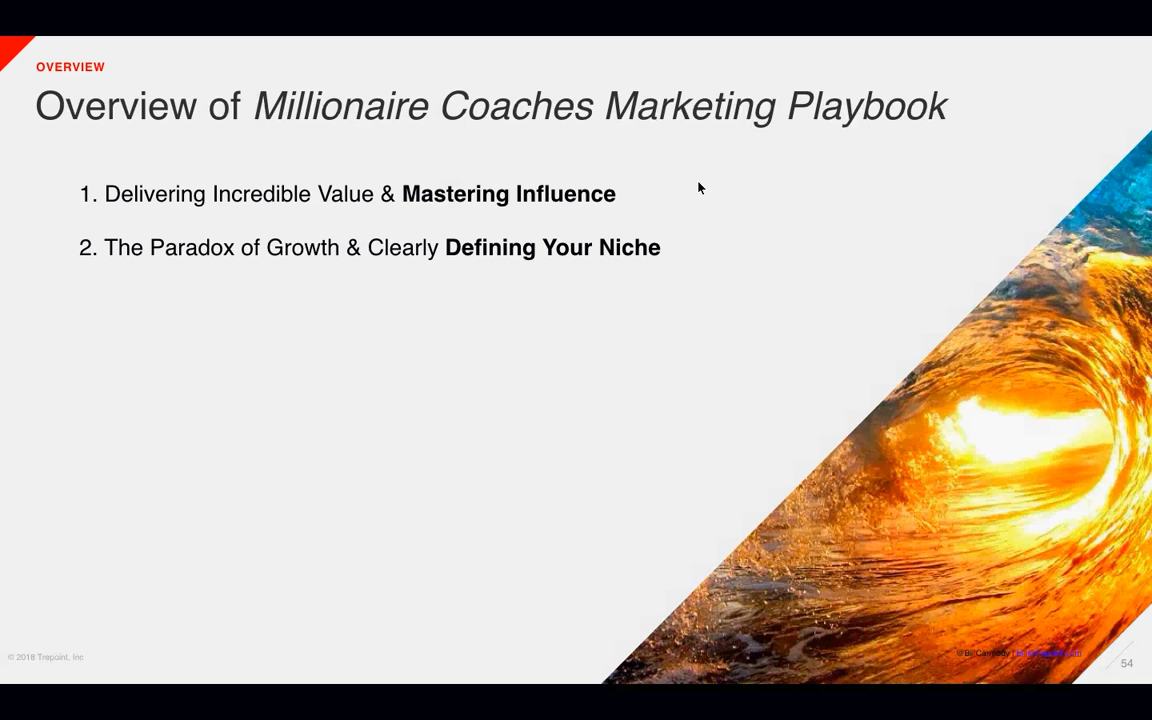 OVERVIEW
Overview of Millionaire Coaches Marketing Playbook
1. Delivering Incredible Value & Mastering Influence
2. The Paradox of Growth & Clearly Defining Your Niche
© 2018 Trepoint, Inc
54